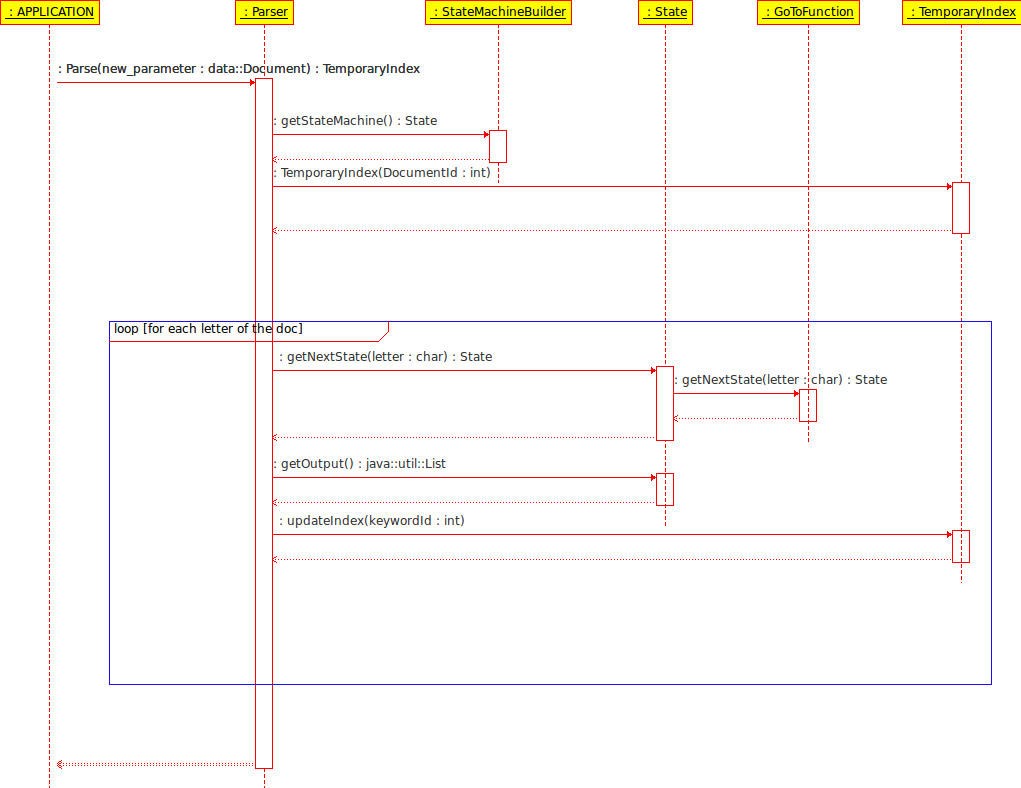 : APPLICATION
: Parser
: StateMachineBuilder
: State
: GoToFunction
: TemporaryIndex
: Parse(new_parameter : data::Document) : TemporaryIndex
: getStateMachine() : State
: TemporaryIndex(DocumentId : int)
loop [for each letter of the doc]
: getNextState(letter : char) : State
: getNextState(letter : char) : State
: getOutput() : java::util::List
: updateIndex(keywordId : int)